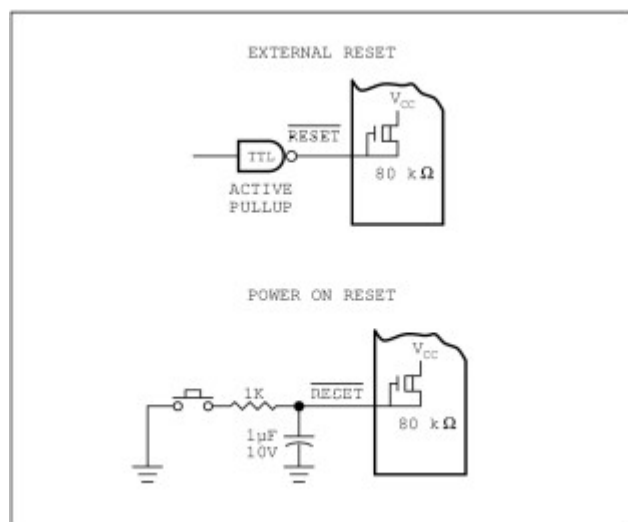 EXTERNAL RESET
VCC
RESET
TTL
80 kΩ
ACTIVE
PULLUP
POWER ON RESET
VCC
1K
RESET
1µF
10V
80 kΩ